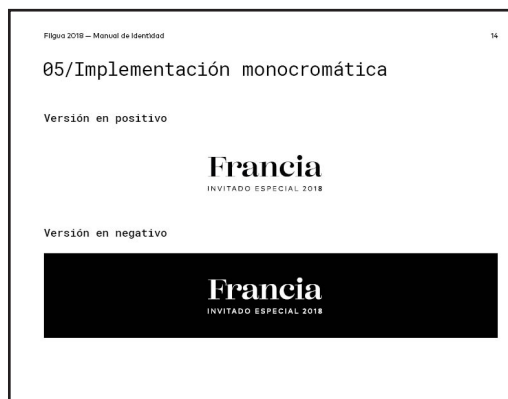 Filgua 2018 — Manual de Identidad 14
05/Implementación monocromática
Versión en positivo
Francia
INVITADO ESPECIAL 2018
Versión en negativo
Francia
INVITADO ESPECIAL 2018